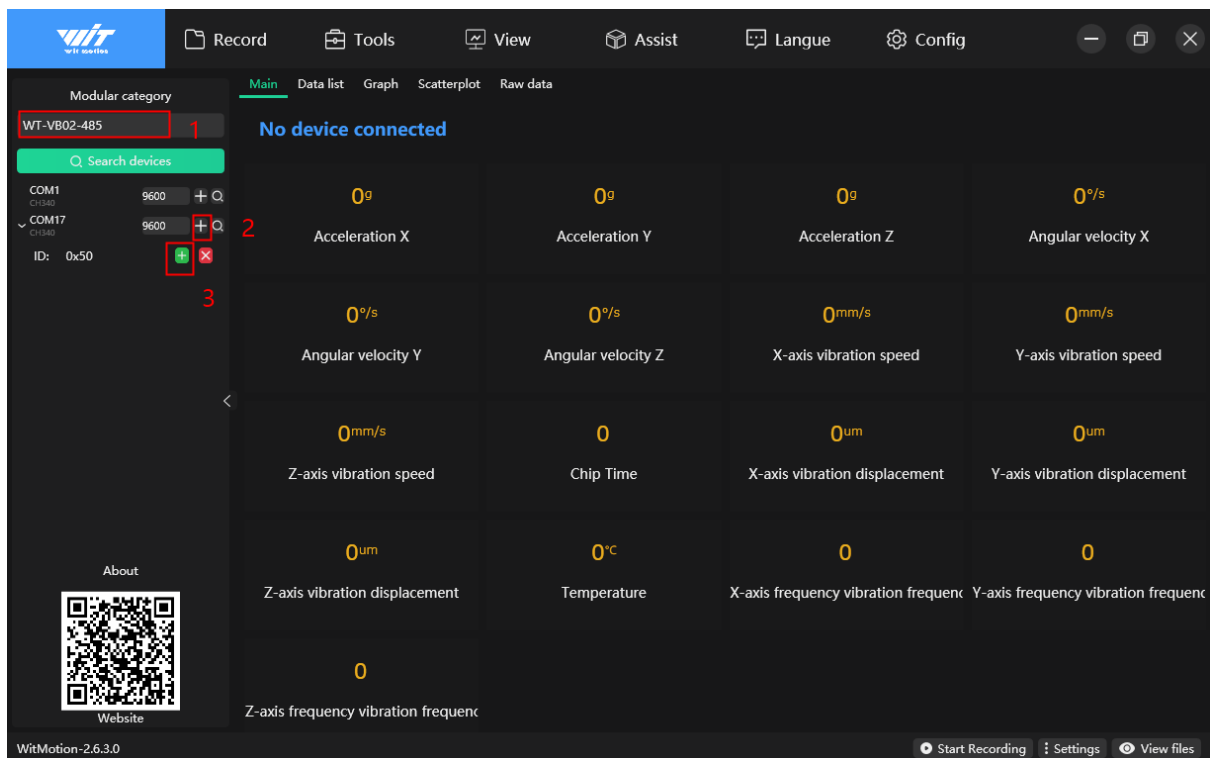 WIT
wit motion
Record
Tools
View
Assist
Langue
Config
Modular category
WT-VB02-485
1
Search devices
COM1
CH340
9600
COM17
CH340
9600
2
ID: 0x50
3
Main Data list Graph Scatterplot Raw data
No device connected
0g
Acceleration X
0g
Acceleration Y
0g
Acceleration Z
0°/s
Angular velocity X
0°/s
Angular velocity Y
0°/s
Angular velocity Z
0mm/s
X-axis vibration speed
0mm/s
Y-axis vibration speed
0mm/s
Z-axis vibration speed
0
Chip Time
0um
X-axis vibration displacement
0um
Y-axis vibration displacement
0um
Z-axis vibration displacement
0°C
Temperature
0
X-axis frequency vibration frequenc
0
Y-axis frequency vibration frequenc
0
Z-axis frequency vibration frequenc
About
Website
WitMotion-2.6.3.0
Start Recording
Settings
View files